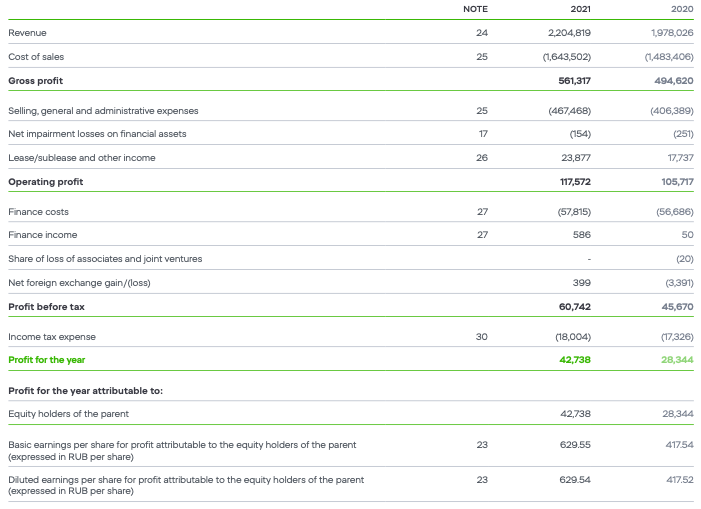 NOTE 2021 2020
Revenue 24 2,204,819 1,978,026
Cost of sales 25 (1,643,502) (1,483,406)
Gross profit 561,317 494,620
Selling, general and administrative expenses 25 (467,468) (406,389)
Net impairment losses on financial assets 17 (154) (251)
Lease/sublease and other income 26 23,877 17,737
Operating profit 117,572 105,717
Finance costs 27 (57,815) (56,686)
Finance income 27 586 50
Share of loss of associates and joint ventures - (20)
Net foreign exchange gain/(loss) 399 (3,391)
Profit before tax 60,742 45,670
Income tax expense 30 (18,004) (17,326)
Profit for the year 42,738 28,344
Profit for the year attributable to:
Equity holders of the parent 42,738 28,344
Basic earnings per share for profit attributable to the equity holders of the parent 23 629.55 417.54
(expressed in RUB per share)
Diluted earnings per share for profit attributable to the equity holders of the parent 23 629.54 417.52
(expressed in RUB per share)